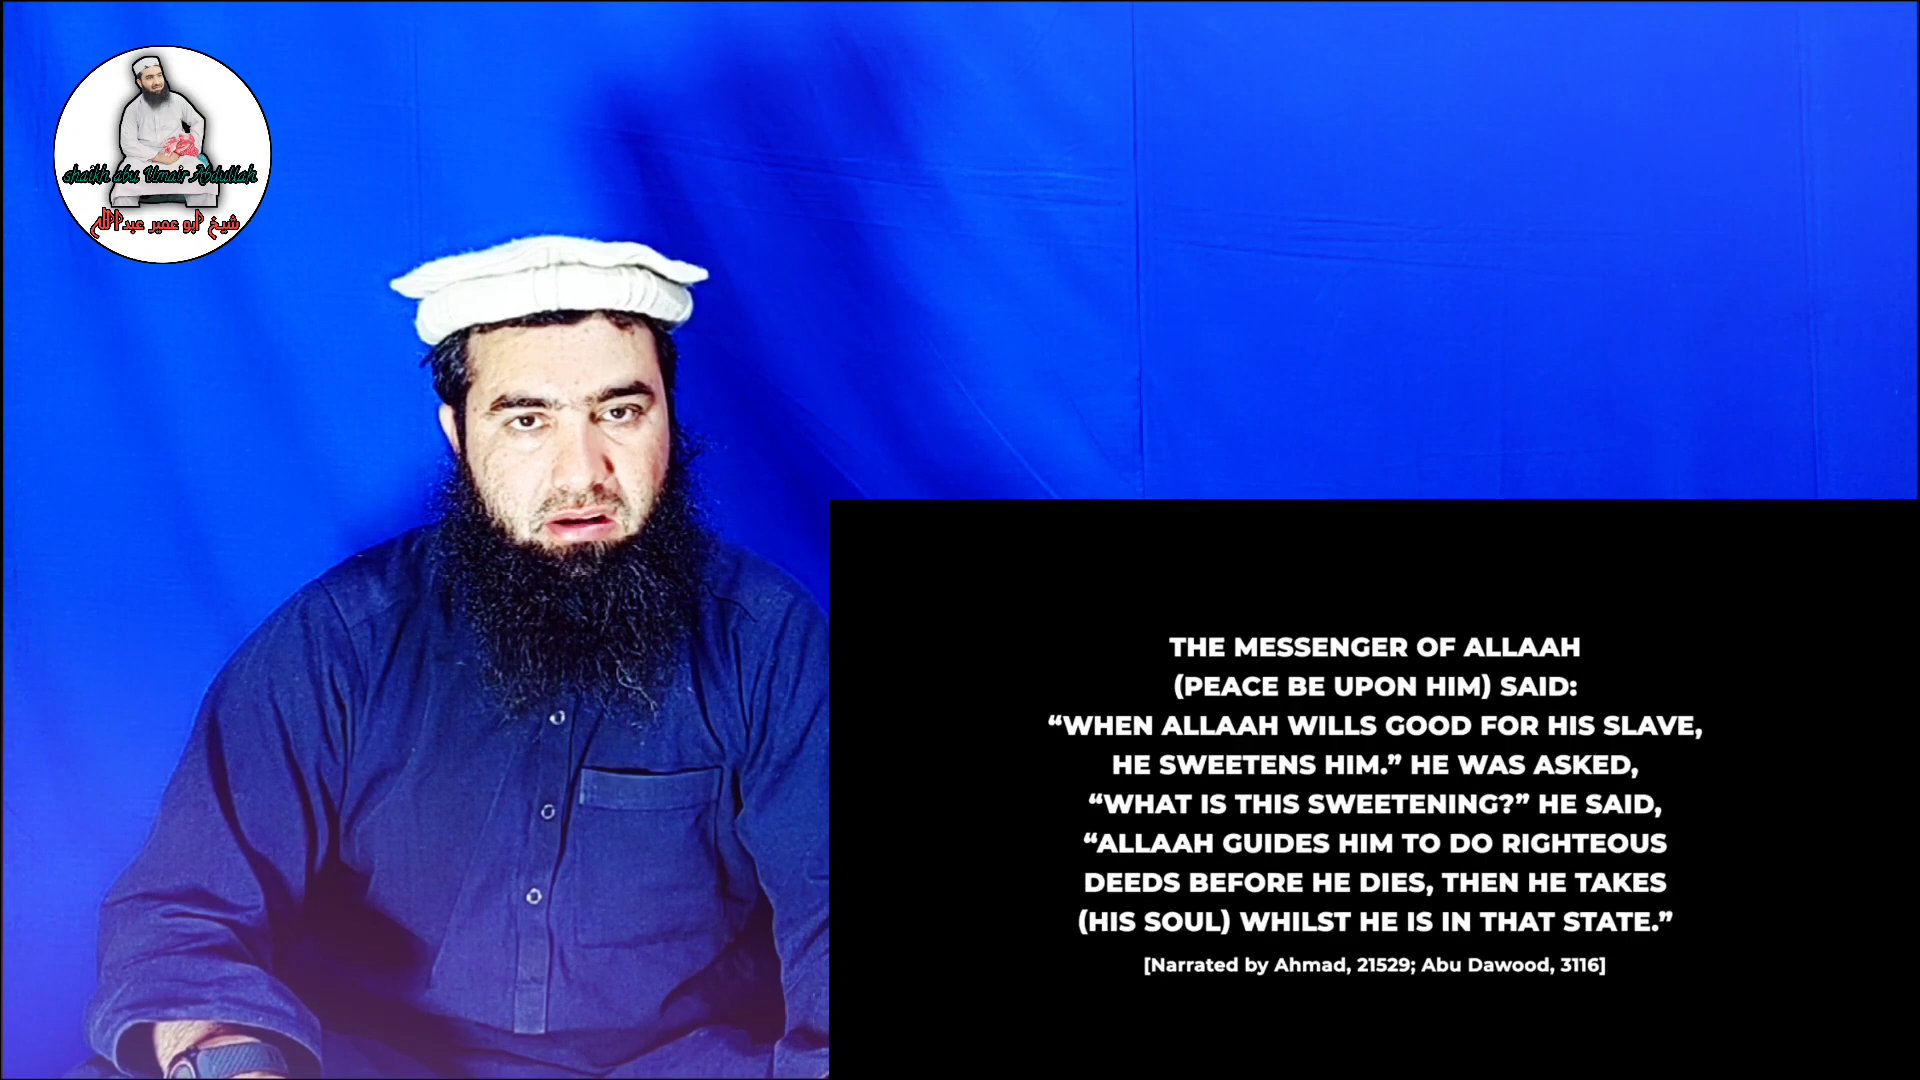 shaikh abu Umair Abdullah
شيخ ابو عمير عبدالله
THE MESSENGER OF ALLAAH
(PEACE BE UPON HIM) SAID:
“WHEN ALLAAH WILLS GOOD FOR HIS SLAVE,
HE SWEETENS HIM.” HE WAS ASKED,
“WHAT IS THIS SWEETENING?” HE SAID,
“ALLAAH GUIDES HIM TO DO RIGHTEOUS
DEEDS BEFORE HE DIES, THEN HE TAKES
(HIS SOUL) WHILST HE IS IN THAT STATE.”
[Narrated by Ahmad, 21529; Abu Dawood, 3116]